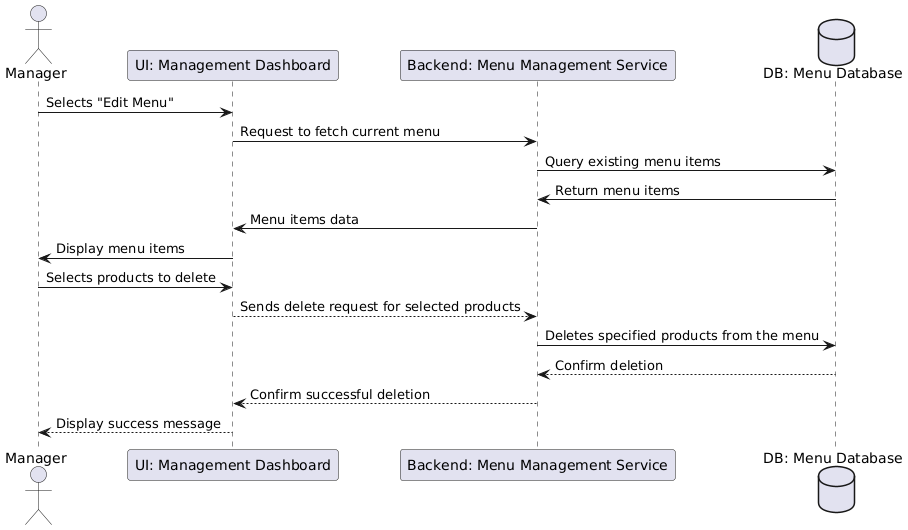 Manager
UI: Management Dashboard
Backend: Menu Management Service
DB: Menu Database
Selects "Edit Menu"
Request to fetch current menu
Query existing menu items
Return menu items
Menu items data
Display menu items
Selects products to delete
Sends delete request for selected products
Deletes specified products from the menu
Confirm deletion
Confirm successful deletion
Display success message
Manager
UI: Management Dashboard
Backend: Menu Management Service
DB: Menu Database